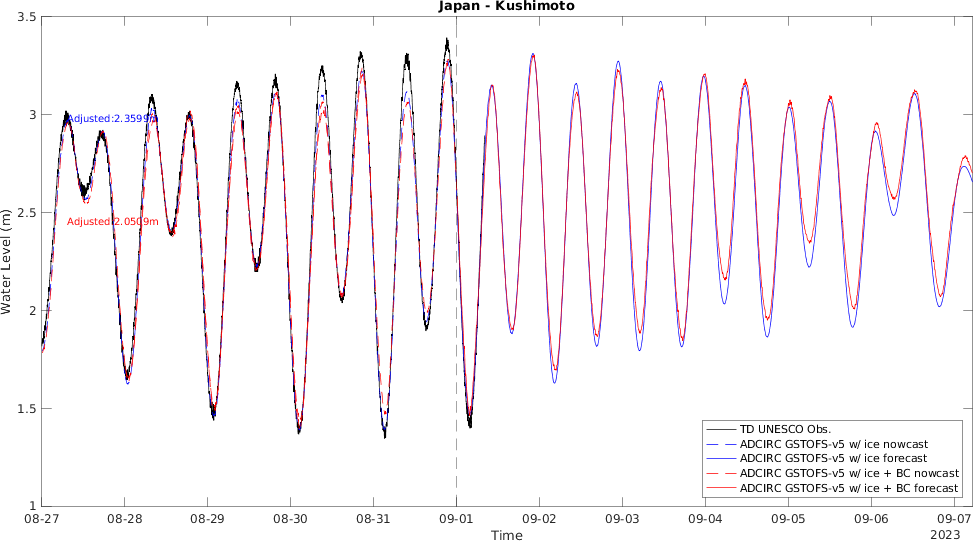 Japan - Kushimoto
Water Level (m)
3.5
3
2.5
2
1.5
1
Adjusted:2.3599m
Adjusted:2.0509m
TD UNESCO Obs.
ADCIRC GSTOFS-v5 w/ ice nowcast
ADCIRC GSTOFS-v5 w/ ice forecast
ADCIRC GSTOFS-v5 w/ ice + BC nowcast
ADCIRC GSTOFS-v5 w/ ice + BC forecast
08-27 08-28 08-29 08-30 08-31 09-01 09-02 09-03 09-04 09-05 09-06 09-07
Time
2023